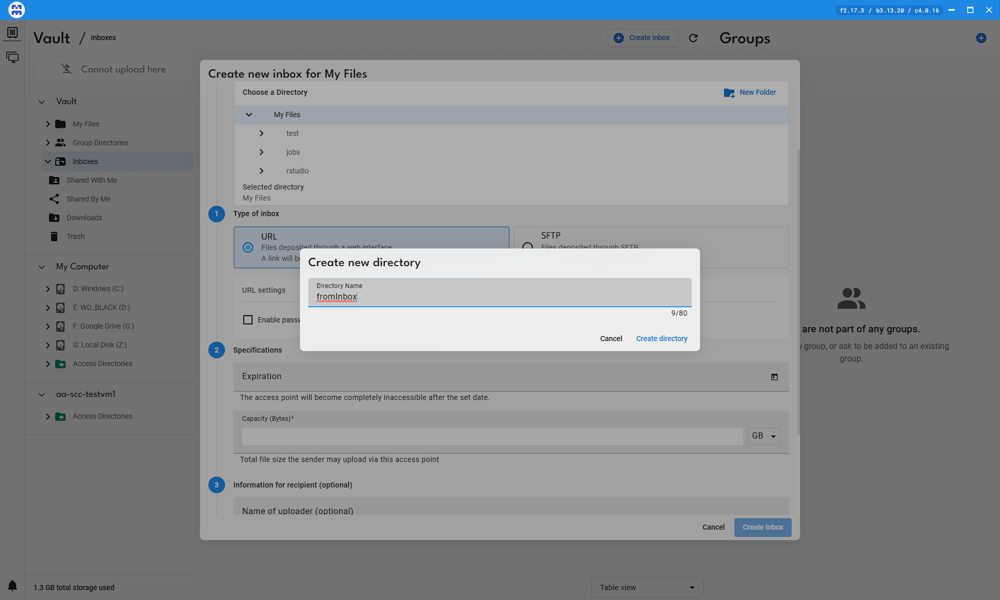 f2.17.3 / b3.13.20 / c4.0.16
Vault / Inboxes
Create inbox
Groups
Cannot upload here
Vault
My Files
Group Directories
Inboxes
Shared With Me
Shared By Me
Downloads
Trash
My Computer
D: Windows (C:)
E: WD_BLACK (D:)
F: Google Drive (G:)
G: Local Disk (Z:)
Access Directories
aa-scc-testvm1
Access Directories
1.3 GB total storage used
Create new inbox for My Files
Choose a Directory
New Folder
My Files
test
jobs
rstudio
Selected directory
My Files
1 Type of inbox
URL
Files deposited through a web interface
A link will be
SFTP
Files deposited through SFTP
URL settings
Enable passw
Create new directory
Directory Name
fromInbox
9/80
Cancel
Create directory
2 Specifications
Expiration
The access point will become completely inaccessible after the set date.
Capacity (Bytes)*
GB
Total file size the sender may upload via this access point
3 Information for recipient (optional)
Name of uploader (optional)
Cancel
Create Inbox
are not part of any groups.
group, or ask to be added to an existing
group.
Table view